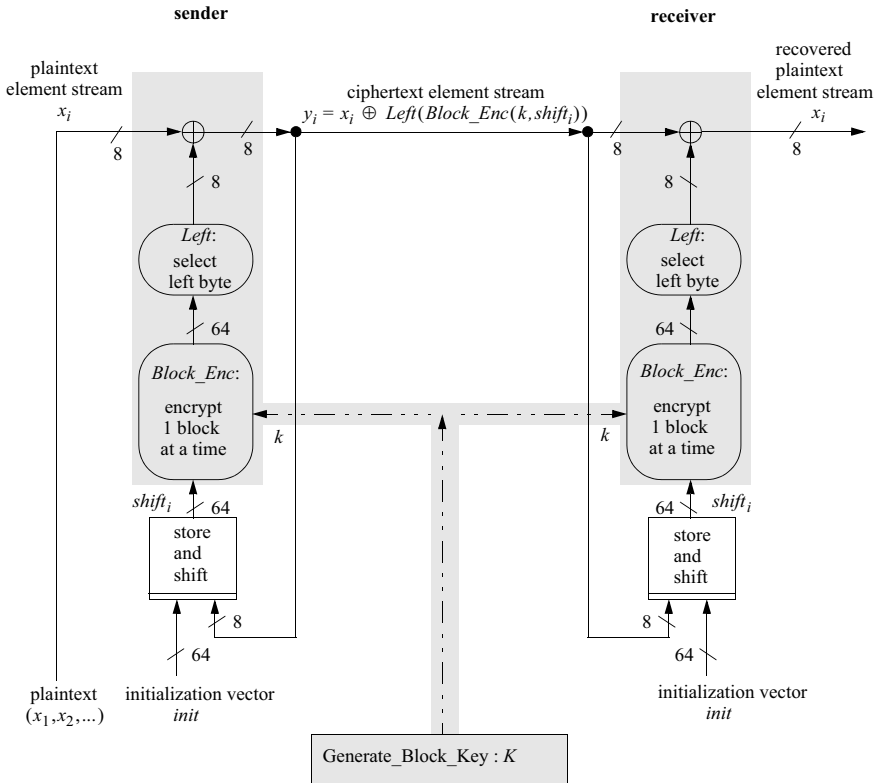 sender
receiver
plaintext
element stream
x_i
ciphertext element stream
y_i = x_i ⊕ Left(Block_Enc(k,shift_i))
recovered
plaintext
element stream
x_i
8
8
8
8
8
8
Left:
select
left byte
Left:
select
left byte
64
64
Block_Enc:
encrypt
1 block
at a time
Block_Enc:
encrypt
1 block
at a time
k
k
shift_i
64
64
shift_i
store
and
shift
store
and
shift
8
8
64
64
plaintext
(x_1,x_2,...)
initialization vector
init
initialization vector
init
Generate_Block_Key : K